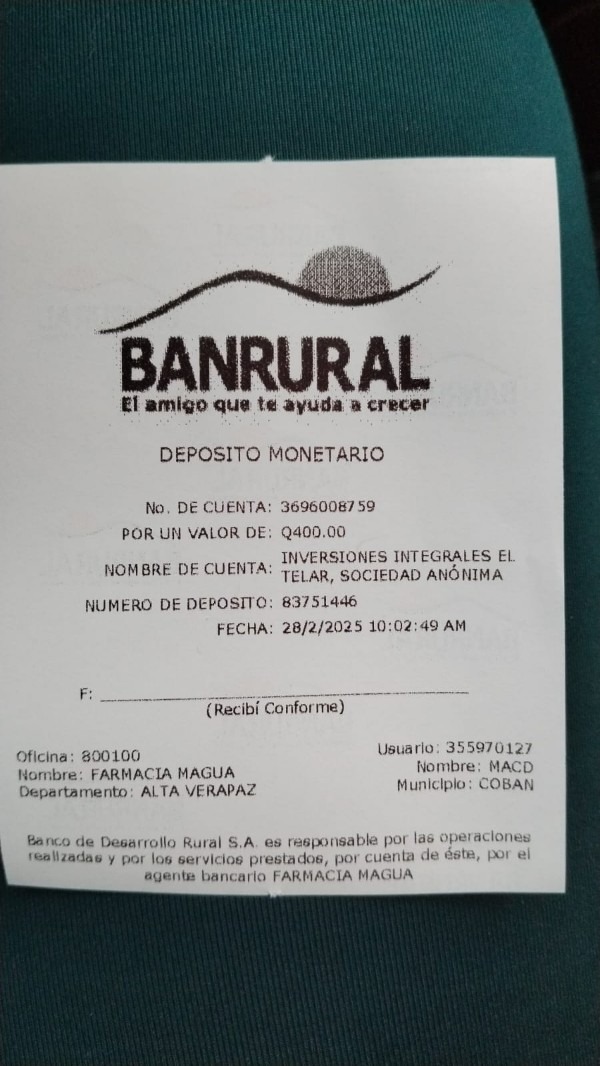 BANRURAL
El amigo que te ayuda a crecer
DEPOSITO MONETARIO
No. DE CUENTA: 3696008759
POR UN VALOR DE: Q400.00
NOMBRE DE CUENTA: INVERSIONES INTEGRALES EL
TELAR, SOCIEDAD ANÓNIMA
NUMERO DE DEPOSITO: 83751446
FECHA: 28/2/2025 10:02:49 AM
F:
(Recibí Conforme)
Oficina: 800100
Nombre: FARMACIA MAGUA
Departamento: ALTA VERAPAZ
Usuario: 355970127
Nombre: MACD
Municipio: COBAN
Banco de Desarrollo Rural S.A. es responsable por las operaciones
realizadas y por los servicios prestados, por cuenta de éste, por el
agente bancario FARMACIA MAGUA